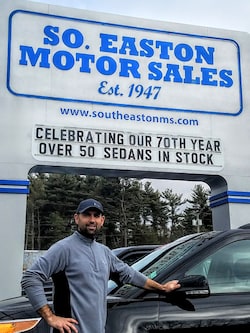 SO. EASTON
MOTOR SALES
Est. 1947
www.southeastonms.com
CELEBRATING OUR 70TH YEAR
OVER 50 SEDANS IN STOCK